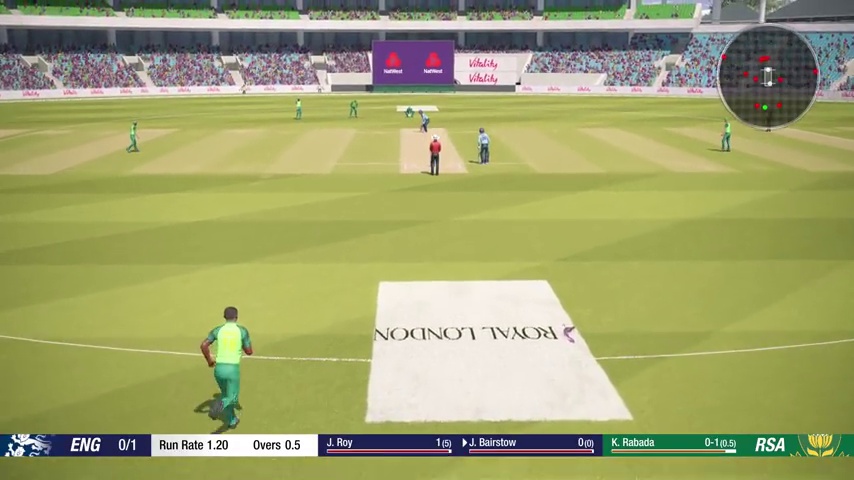 NatWest
NatWest
Vitality
Vitality
ROYAL LONDON
ENG 0/1 Run Rate 1.20 Overs 0.5 J. Roy 1(5) J. Bairstow 0(0) K. Rabada 0-1(0.5) RSA